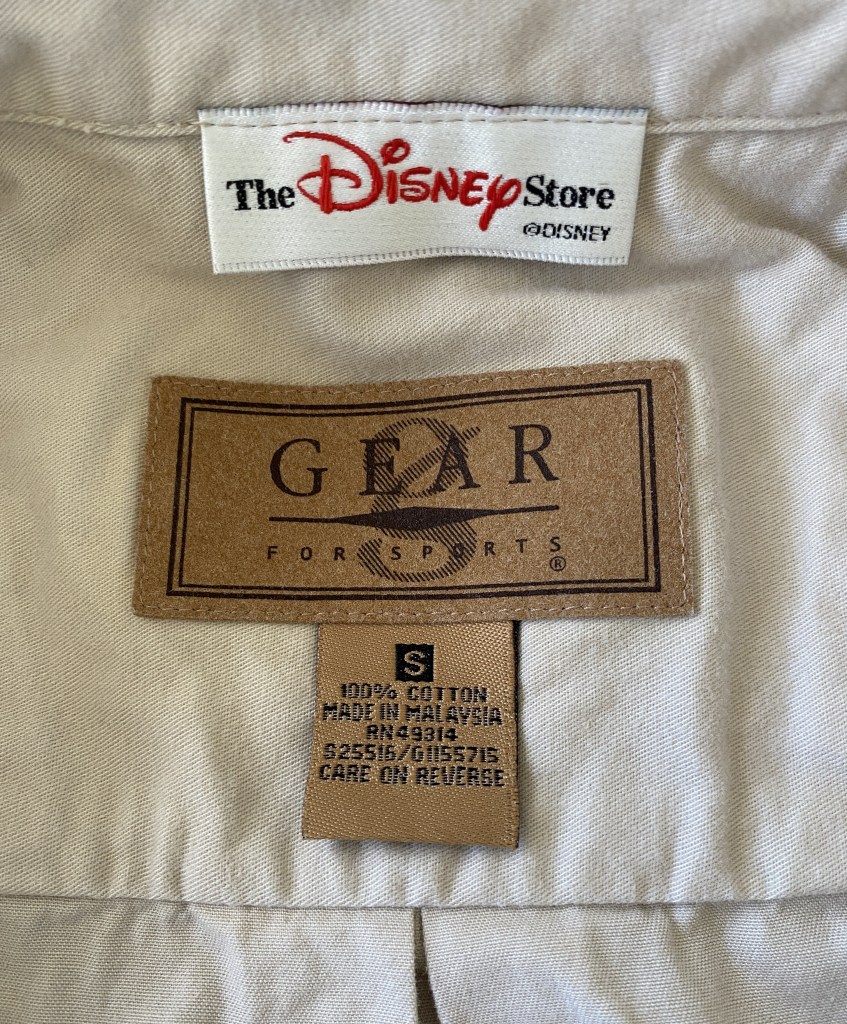 The Disney Store
©DISNEY
GEAR
FOR SPORTS
®
S
100% COTTON
MADE IN MALAYSIA
RN49314
S25516/G1155715
CARE ON REVERSE